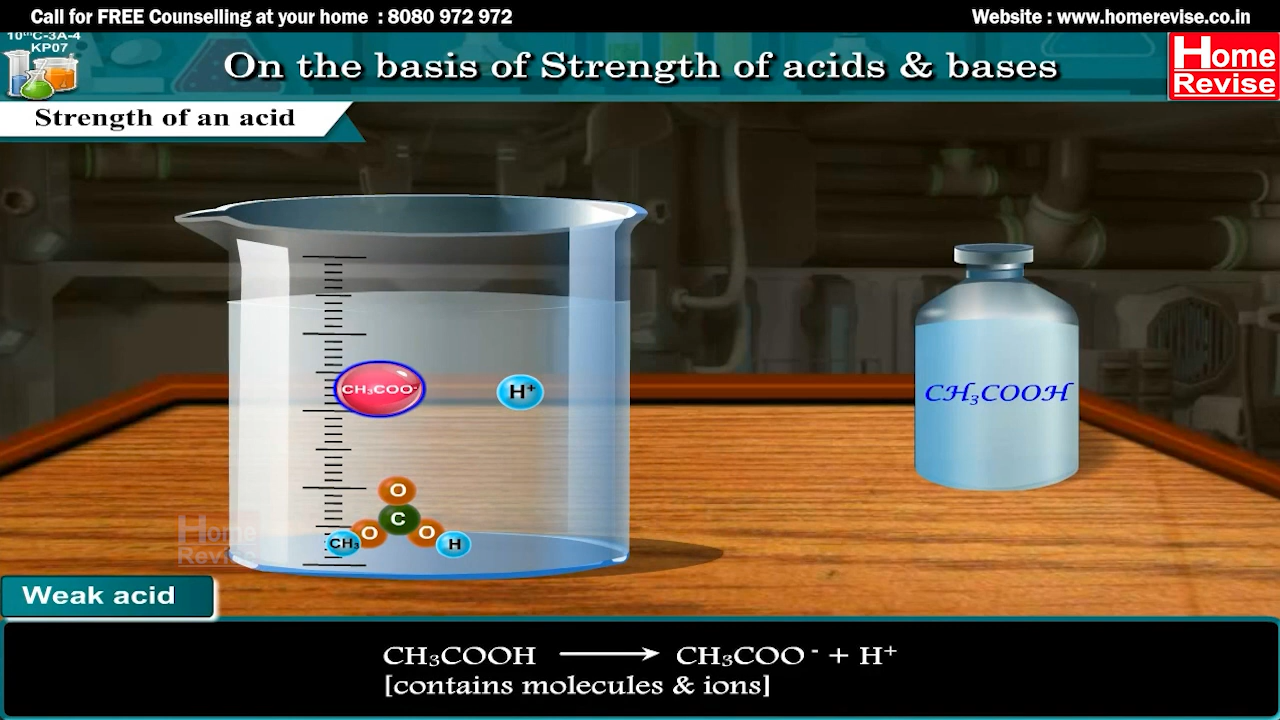 Call for FREE Counselling at your home : 8080 972 972
Website : www.homerevise.co.in
10ᵗʰC-3A-4
KP07
On the basis of Strength of acids & bases
Home
Revise
Strength of an acid
CH₃COO⁻
H⁺
CH₃COOH
O
C
O
O
CH₃
H
Home
Revise
Weak acid
CH₃COOH ⟶ CH₃COO⁻ + H⁺
[contains molecules & ions]